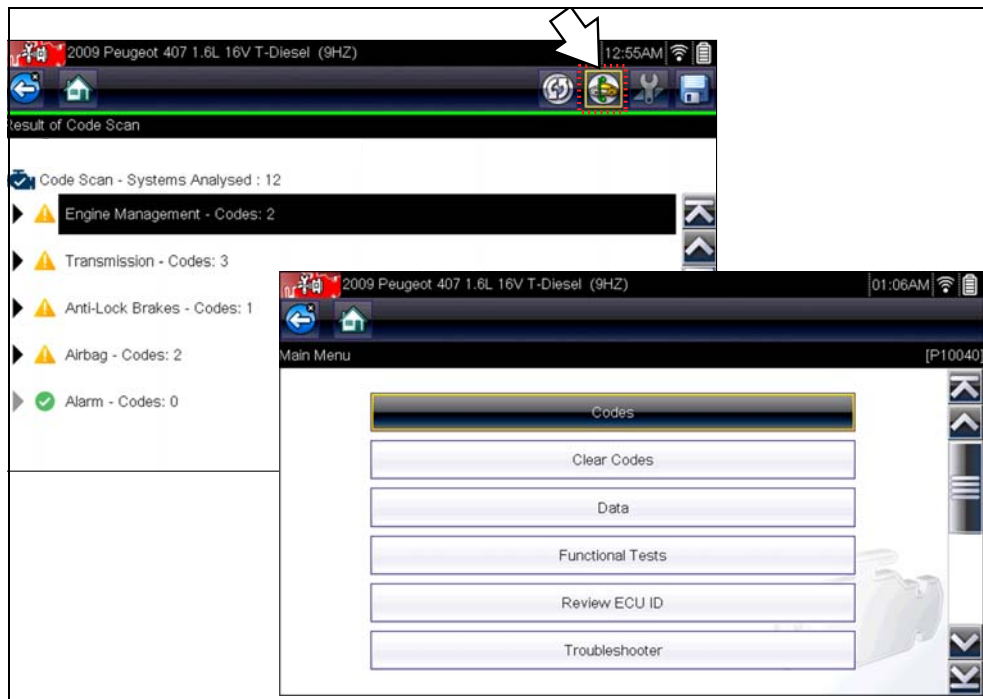 2009 Peugeot 407 1.6L 16V T-Diesel (9HZ) 12:55AM
Result of Code Scan
Code Scan - Systems Analysed : 12
Engine Management - Codes: 2
Transmission - Codes: 3
Anti-Lock Brakes - Codes: 1
Airbag - Codes: 2
Alarm - Codes: 0
2009 Peugeot 407 1.6L 16V T-Diesel (9HZ) 01:06AM
Main Menu [P10040]
Codes
Clear Codes
Data
Functional Tests
Review ECU ID
Troubleshooter